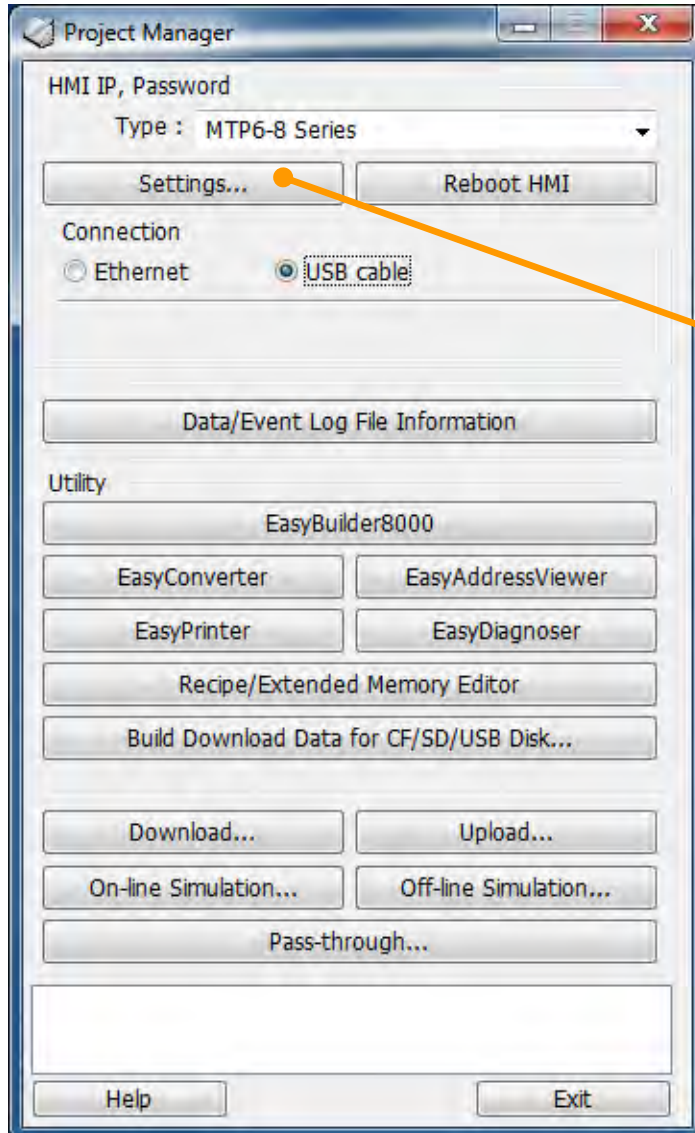 Project Manager
HMI IP, Password
Type : MTP6-8 Series
Settings... Reboot HMI
Connection
Ethernet USB cable
Data/Event Log File Information
Utility
EasyBuilder8000
EasyConverter EasyAddressViewer
EasyPrinter EasyDiagnoser
Recipe/Extended Memory Editor
Build Download Data for CF/SD/USB Disk...
Download... Upload...
On-line Simulation... Off-line Simulation...
Pass-through...
Help Exit